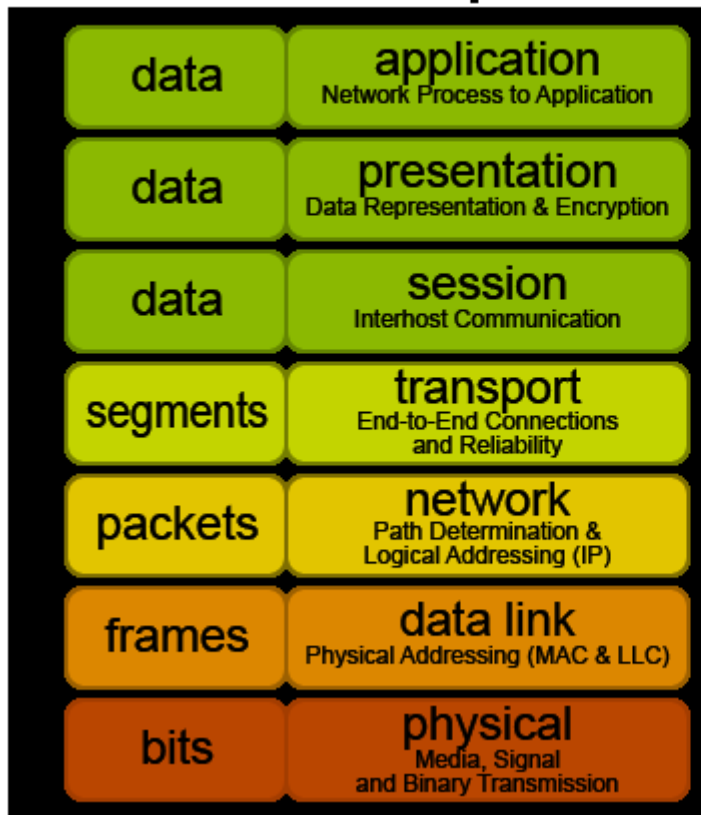 data
application
Network Process to Application
data
presentation
Data Representation & Encryption
data
session
Interhost Communication
segments
transport
End-to-End Connections
and Reliability
packets
network
Path Determination &
Logical Addressing (IP)
frames
data link
Physical Addressing (MAC & LLC)
bits
physical
Media, Signal
and Binary Transmission